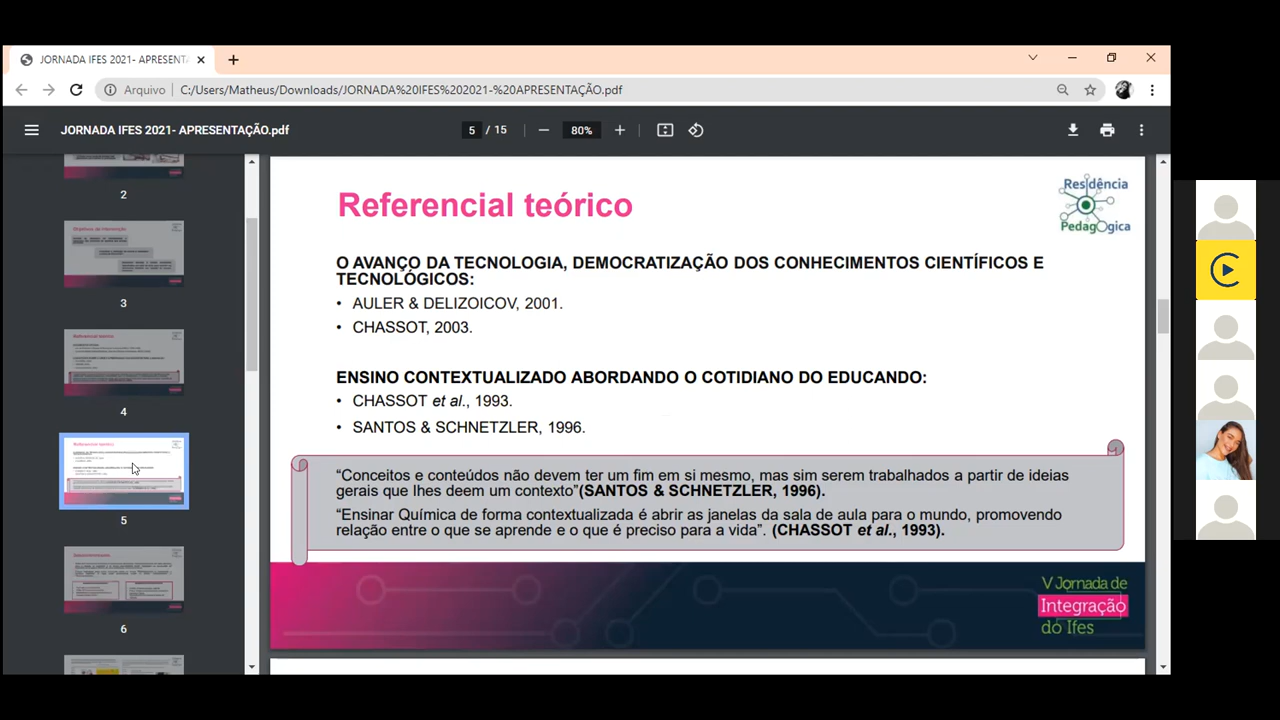 JORNADA IFES 2021- APRESENT
Arquivo
C:/Users/Matheus/Downloads/JORNADA%20IFES%202021-%20APRESENTAÇÃO.pdf
JORNADA IFES 2021- APRESENTAÇÃO.pdf
5 / 15
80%
2
3
4
5
6
Referencial teórico
Residência
Pedagógica
O AVANÇO DA TECNOLOGIA, DEMOCRATIZAÇÃO DOS CONHECIMENTOS CIENTÍFICOS E
TECNOLÓGICOS:
• AULER & DELIZOICOV, 2001.
• CHASSOT, 2003.
ENSINO CONTEXTUALIZADO ABORDANDO O COTIDIANO DO EDUCANDO:
• CHASSOT et al., 1993.
• SANTOS & SCHNETZLER, 1996.
“Conceitos e conteúdos não devem ter um fim em si mesmo, mas sim serem trabalhados a partir de ideias
gerais que lhes deem um contexto”(SANTOS & SCHNETZLER, 1996).
“Ensinar Química de forma contextualizada é abrir as janelas da sala de aula para o mundo, promovendo
relação entre o que se aprende e o que é preciso para a vida”. (CHASSOT et al., 1993).
V Jornada de
Integração
do Ifes